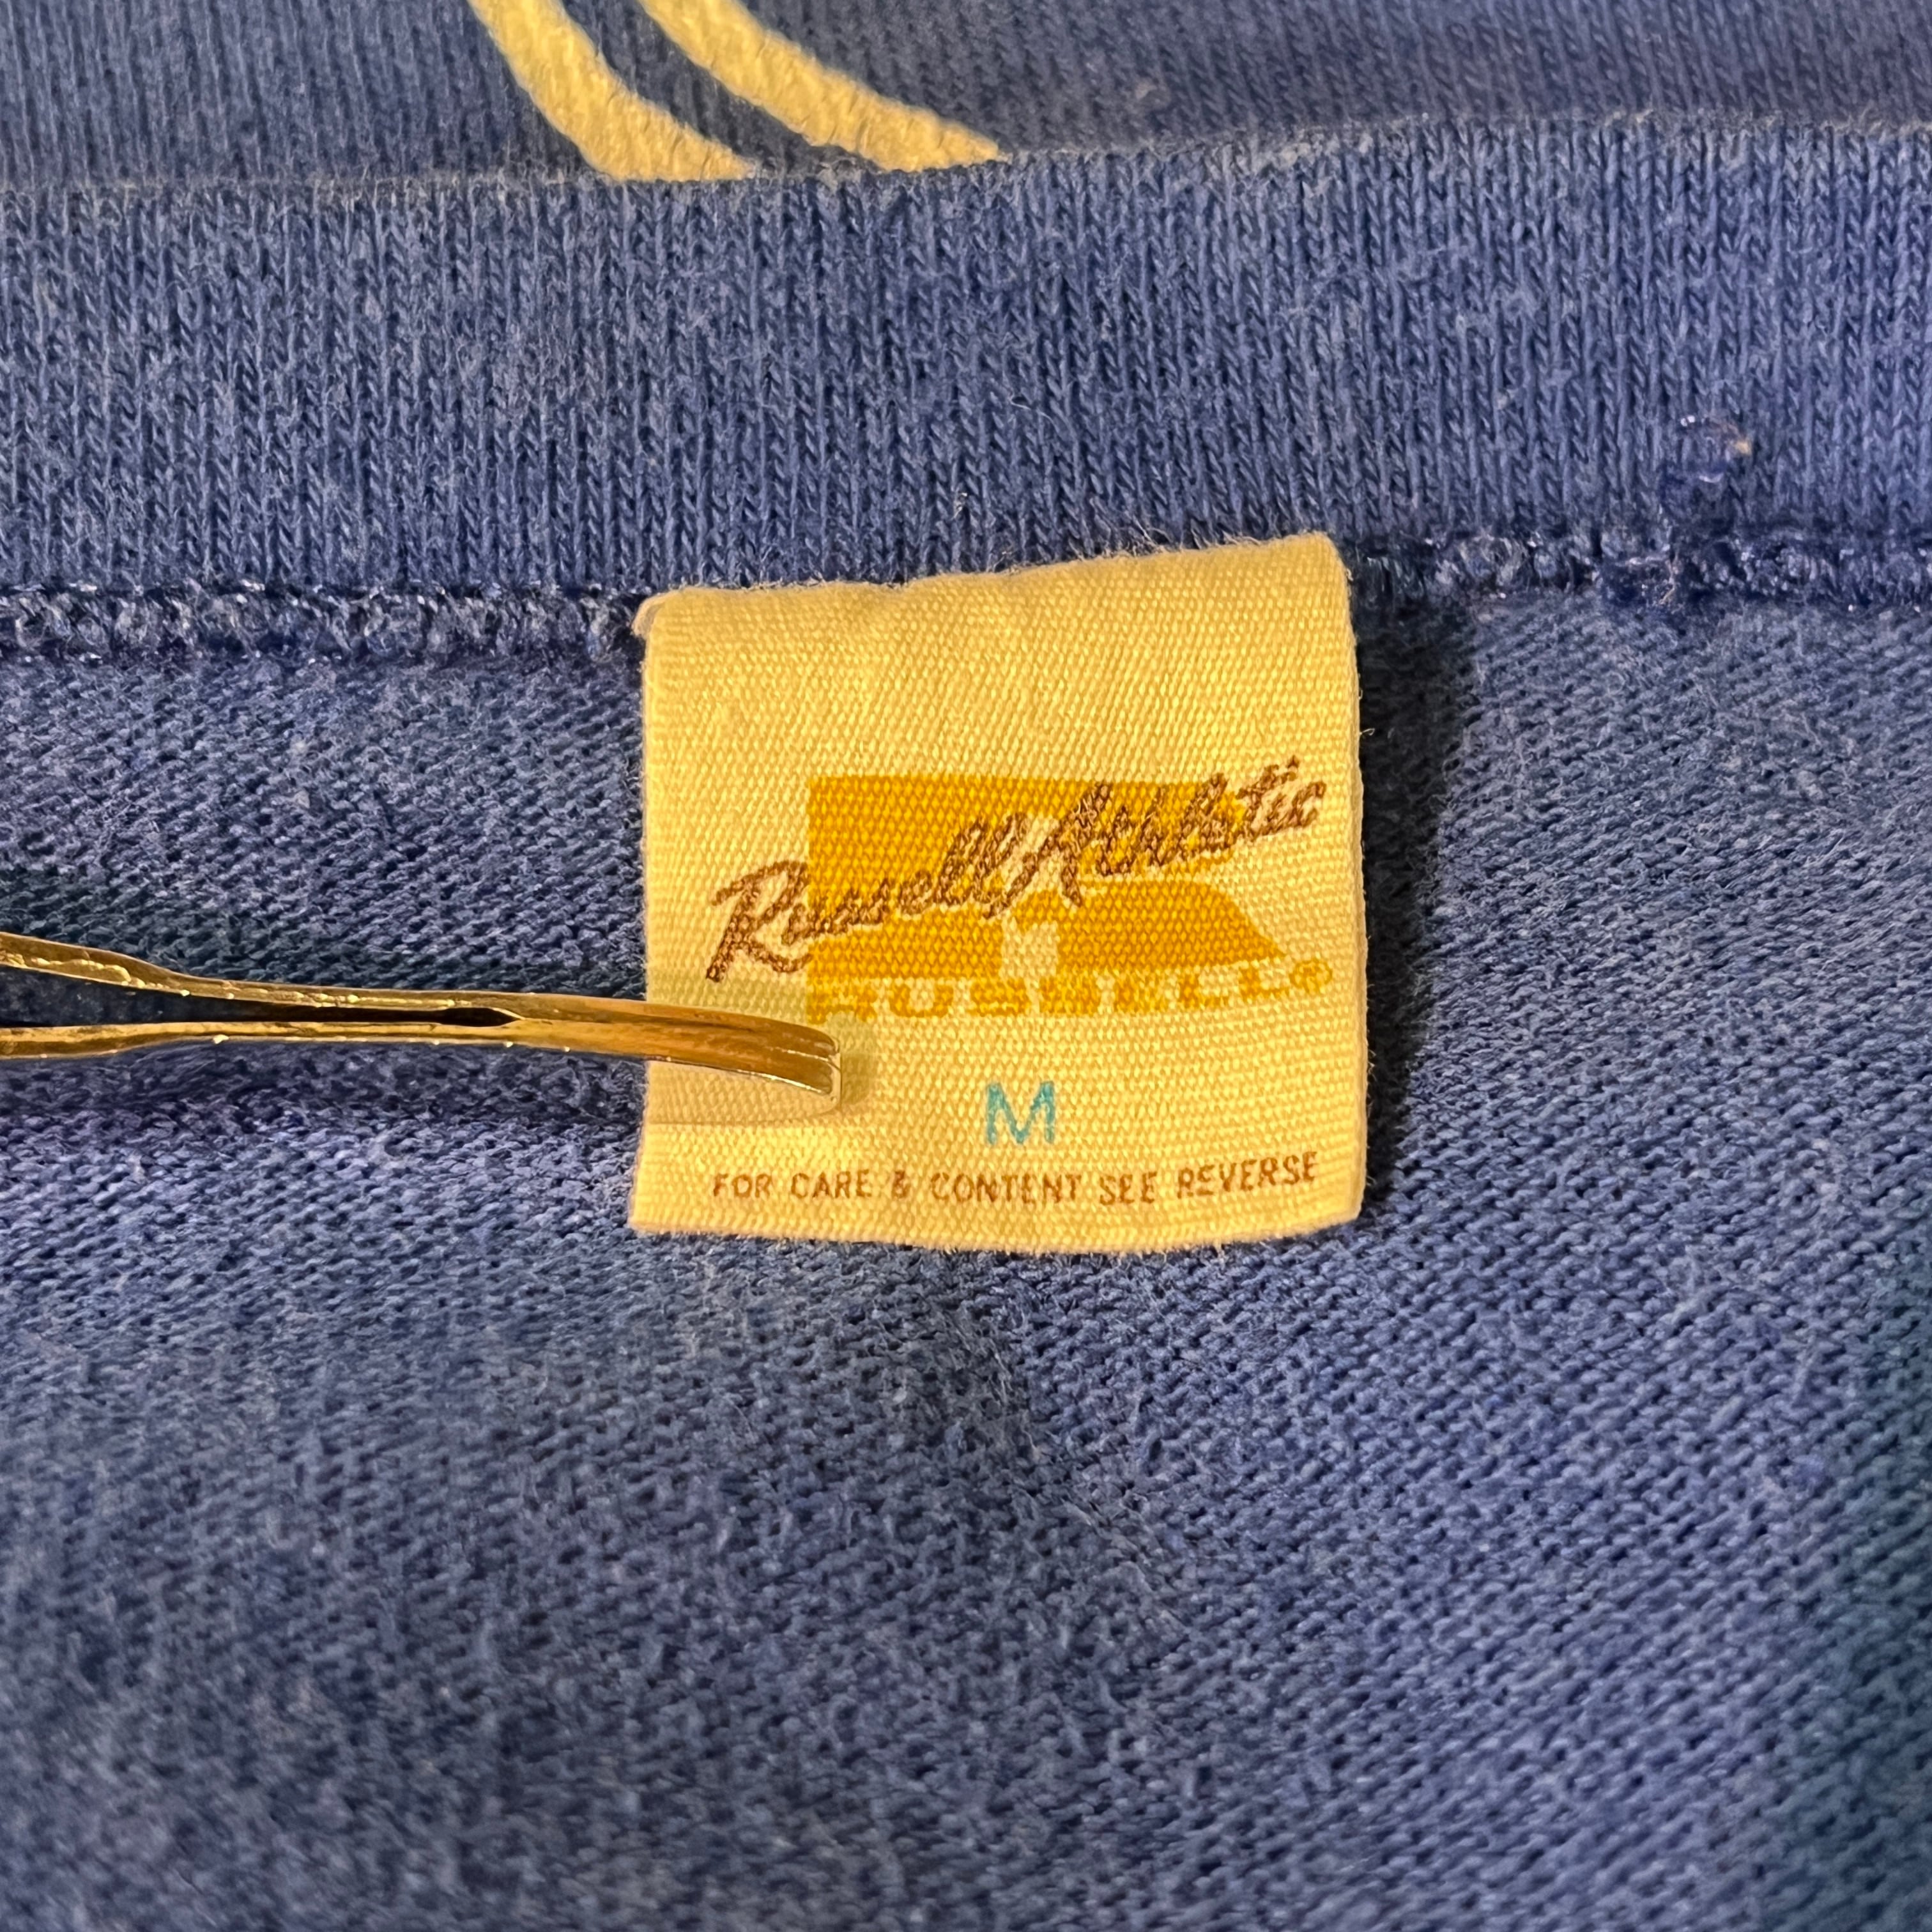 Russell Athletic
RUSSELL®
M
FOR CARE & CONTENT SEE REVERSE